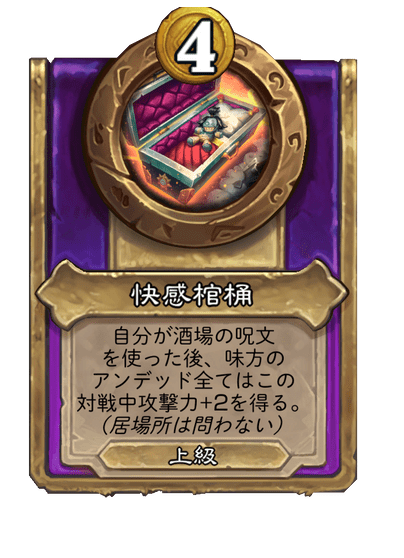 4
快感棺桶
自分が酒場の呪文
を使った後、味方の
アンデッド全てはこの
対戦中攻撃力+2を得る。
(居場所は問わない)
上級